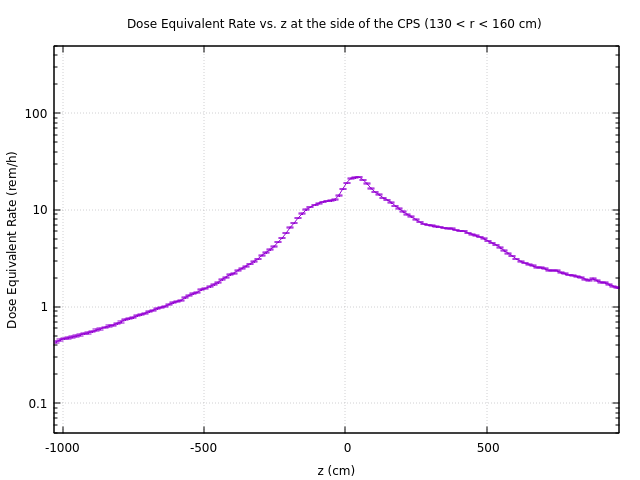 Dose Equivalent Rate vs. z at the side of the CPS (130 < r < 160 cm)
Dose Equivalent Rate (rem/h)
100
10
1
0.1
-1000 -500 0 500
z (cm)